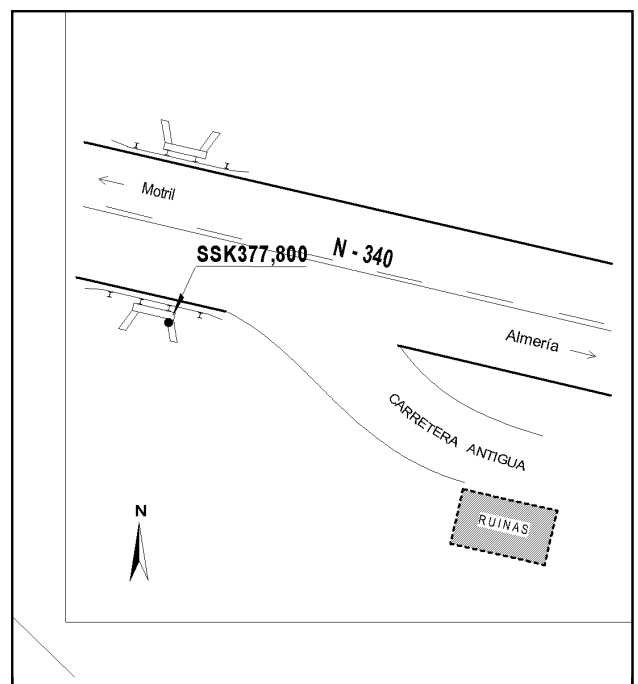 Motril
SSK377,800
N - 340
Almería
CARRETERA ANTIGUA
N
RUINAS